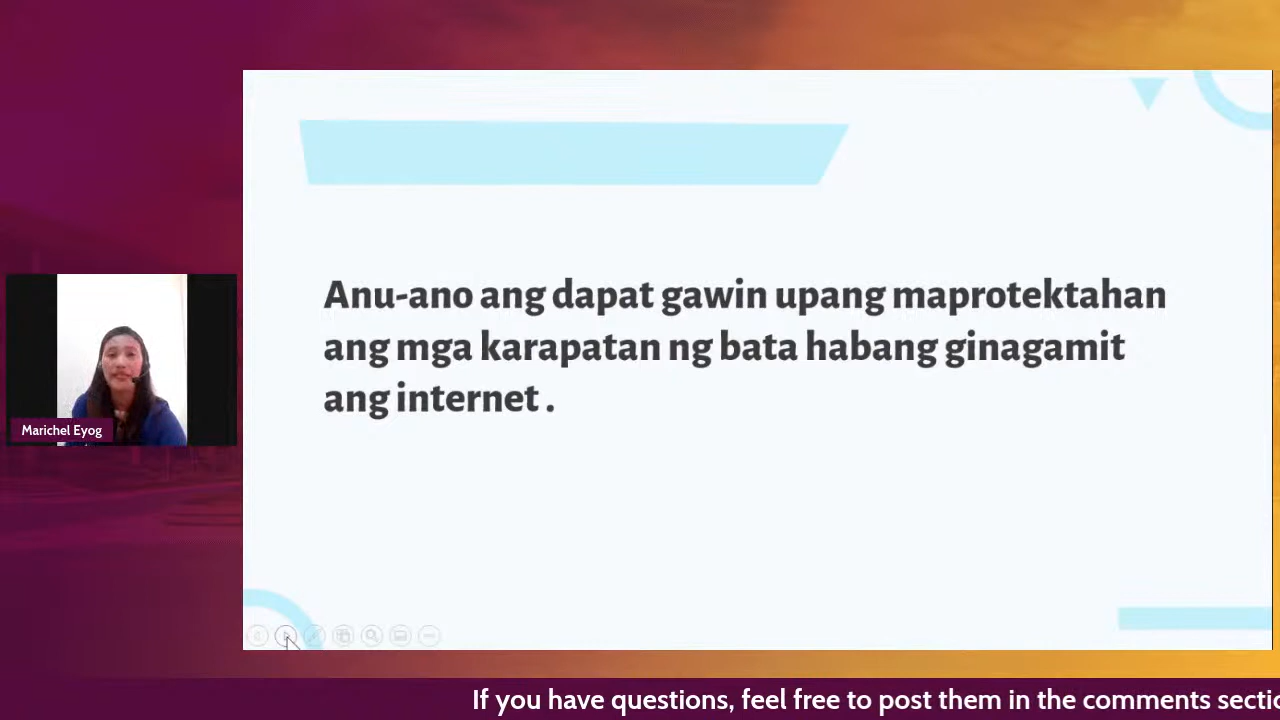 Anu-ano ang dapat gawin upang maprotektahan
ang mga karapatan ng bata habang ginagamit
ang internet .
Marichel Eyog
If you have questions, feel free to post them in the comments